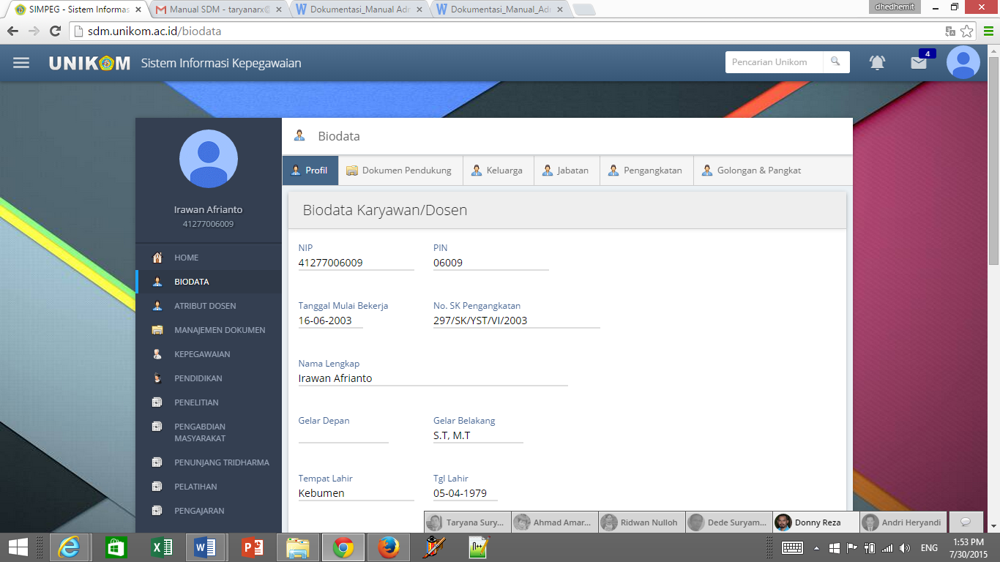 SIMPEG - Sistem Informas
Manual SDM - taryanarx@
Dokumentasi_Manual Adr
Dokumentasi_Manual_Adr
dhedhemit
sdm.unikom.ac.id/biodata
UNIKOM Sistem Informasi Kepegawaian
Pencarian Unikom
4
Irawan Afrianto
41277006009
HOME
BIODATA
ATRIBUT DOSEN
MANAJEMEN DOKUMEN
KEPEGAWAIAN
PENDIDIKAN
PENELITIAN
PENGABDIAN
MASYARAKAT
PENUNJANG TRIDHARMA
PELATIHAN
PENGAJARAN
Biodata
Profil
Dokumen Pendukung
Keluarga
Jabatan
Pengangkatan
Golongan & Pangkat
Biodata Karyawan/Dosen
NIP
41277006009
PIN
06009
Tanggal Mulai Bekerja
16-06-2003
No. SK Pengangkatan
297/SK/YST/VI/2003
Nama Lengkap
Irawan Afrianto
Gelar Depan
Gelar Belakang
S.T, M.T
Tempat Lahir
Kebumen
Tgl Lahir
05-04-1979
Taryana Sury...
Ahmad Amar...
Ridwan Nulloh
Dede Suryam...
Donny Reza
Andri Heryandi
ENG
1:53 PM
7/30/2015